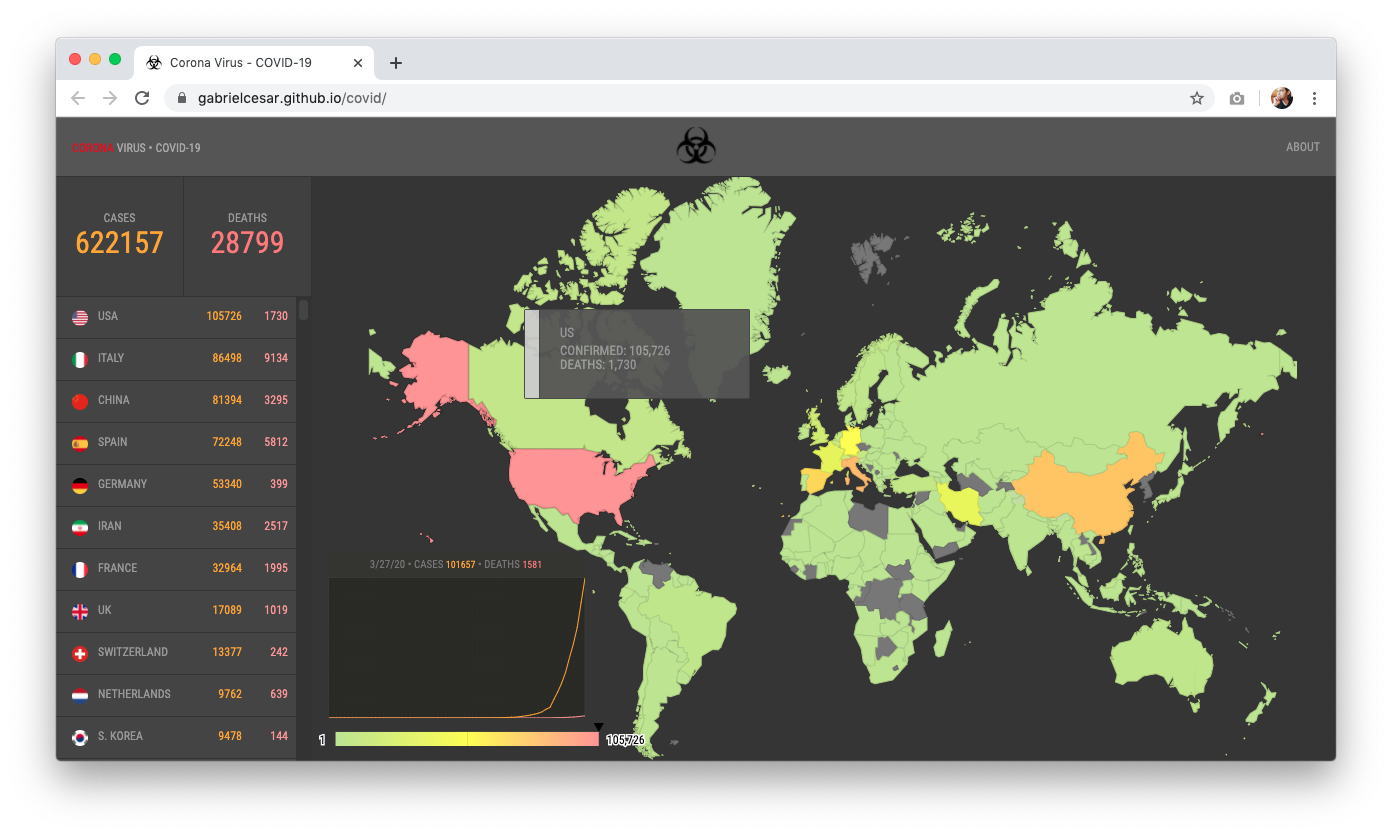 Corona Virus - COVID-19
gabrielcesar.github.io/covid/
CORONA VIRUS • COVID-19
ABOUT
CASES
622157
DEATHS
28799
USA 105726 1730
ITALY 86498 9134
CHINA 81394 3295
SPAIN 72248 5812
GERMANY 53340 399
IRAN 35408 2517
FRANCE 32964 1995
UK 17089 1019
SWITZERLAND 13377 242
NETHERLANDS 9762 639
S. KOREA 9478 144
US
CONFIRMED: 105,726
DEATHS: 1,730
3/27/20 • CASES 101657 • DEATHS 1581
1 105,726